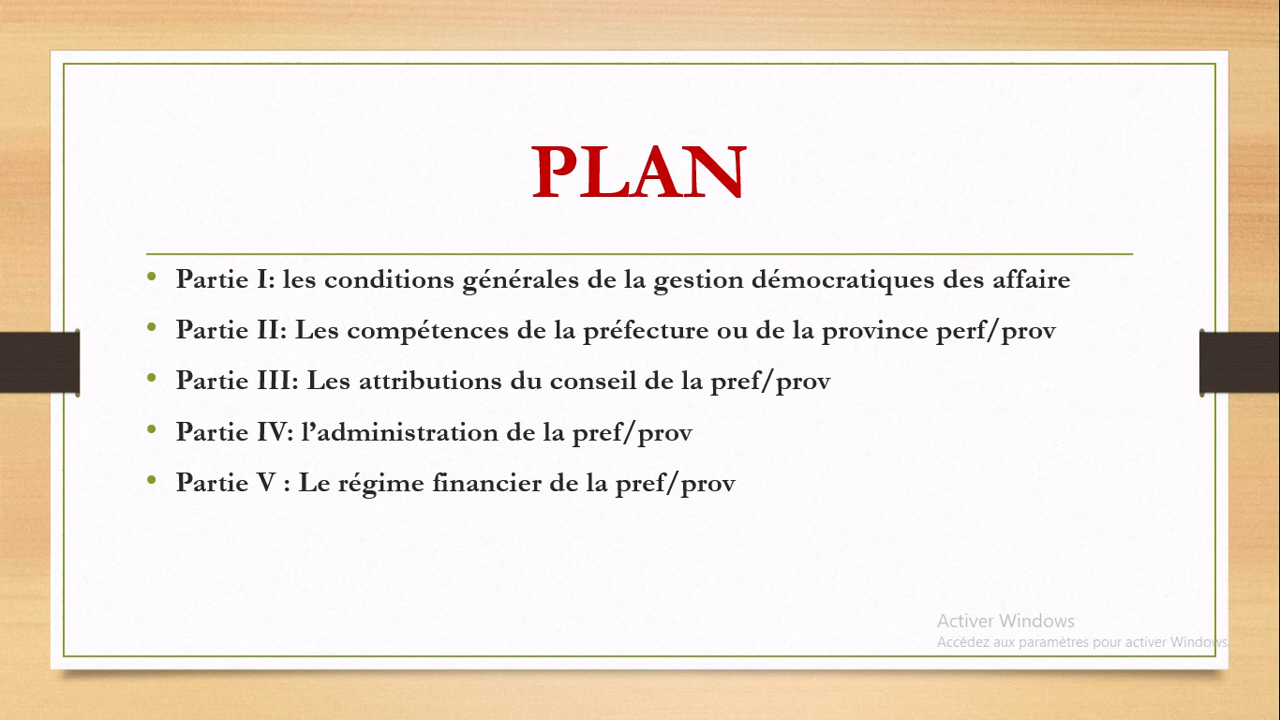 PLAN
• Partie I: les conditions générales de la gestion démocratiques des affaire
• Partie II: Les compétences de la préfecture ou de la province perf/prov
• Partie III: Les attributions du conseil de la pref/prov
• Partie IV: l’administration de la pref/prov
• Partie V : Le régime financier de la pref/prov
Activer Windows
Accédez aux paramètres pour activer Windows.